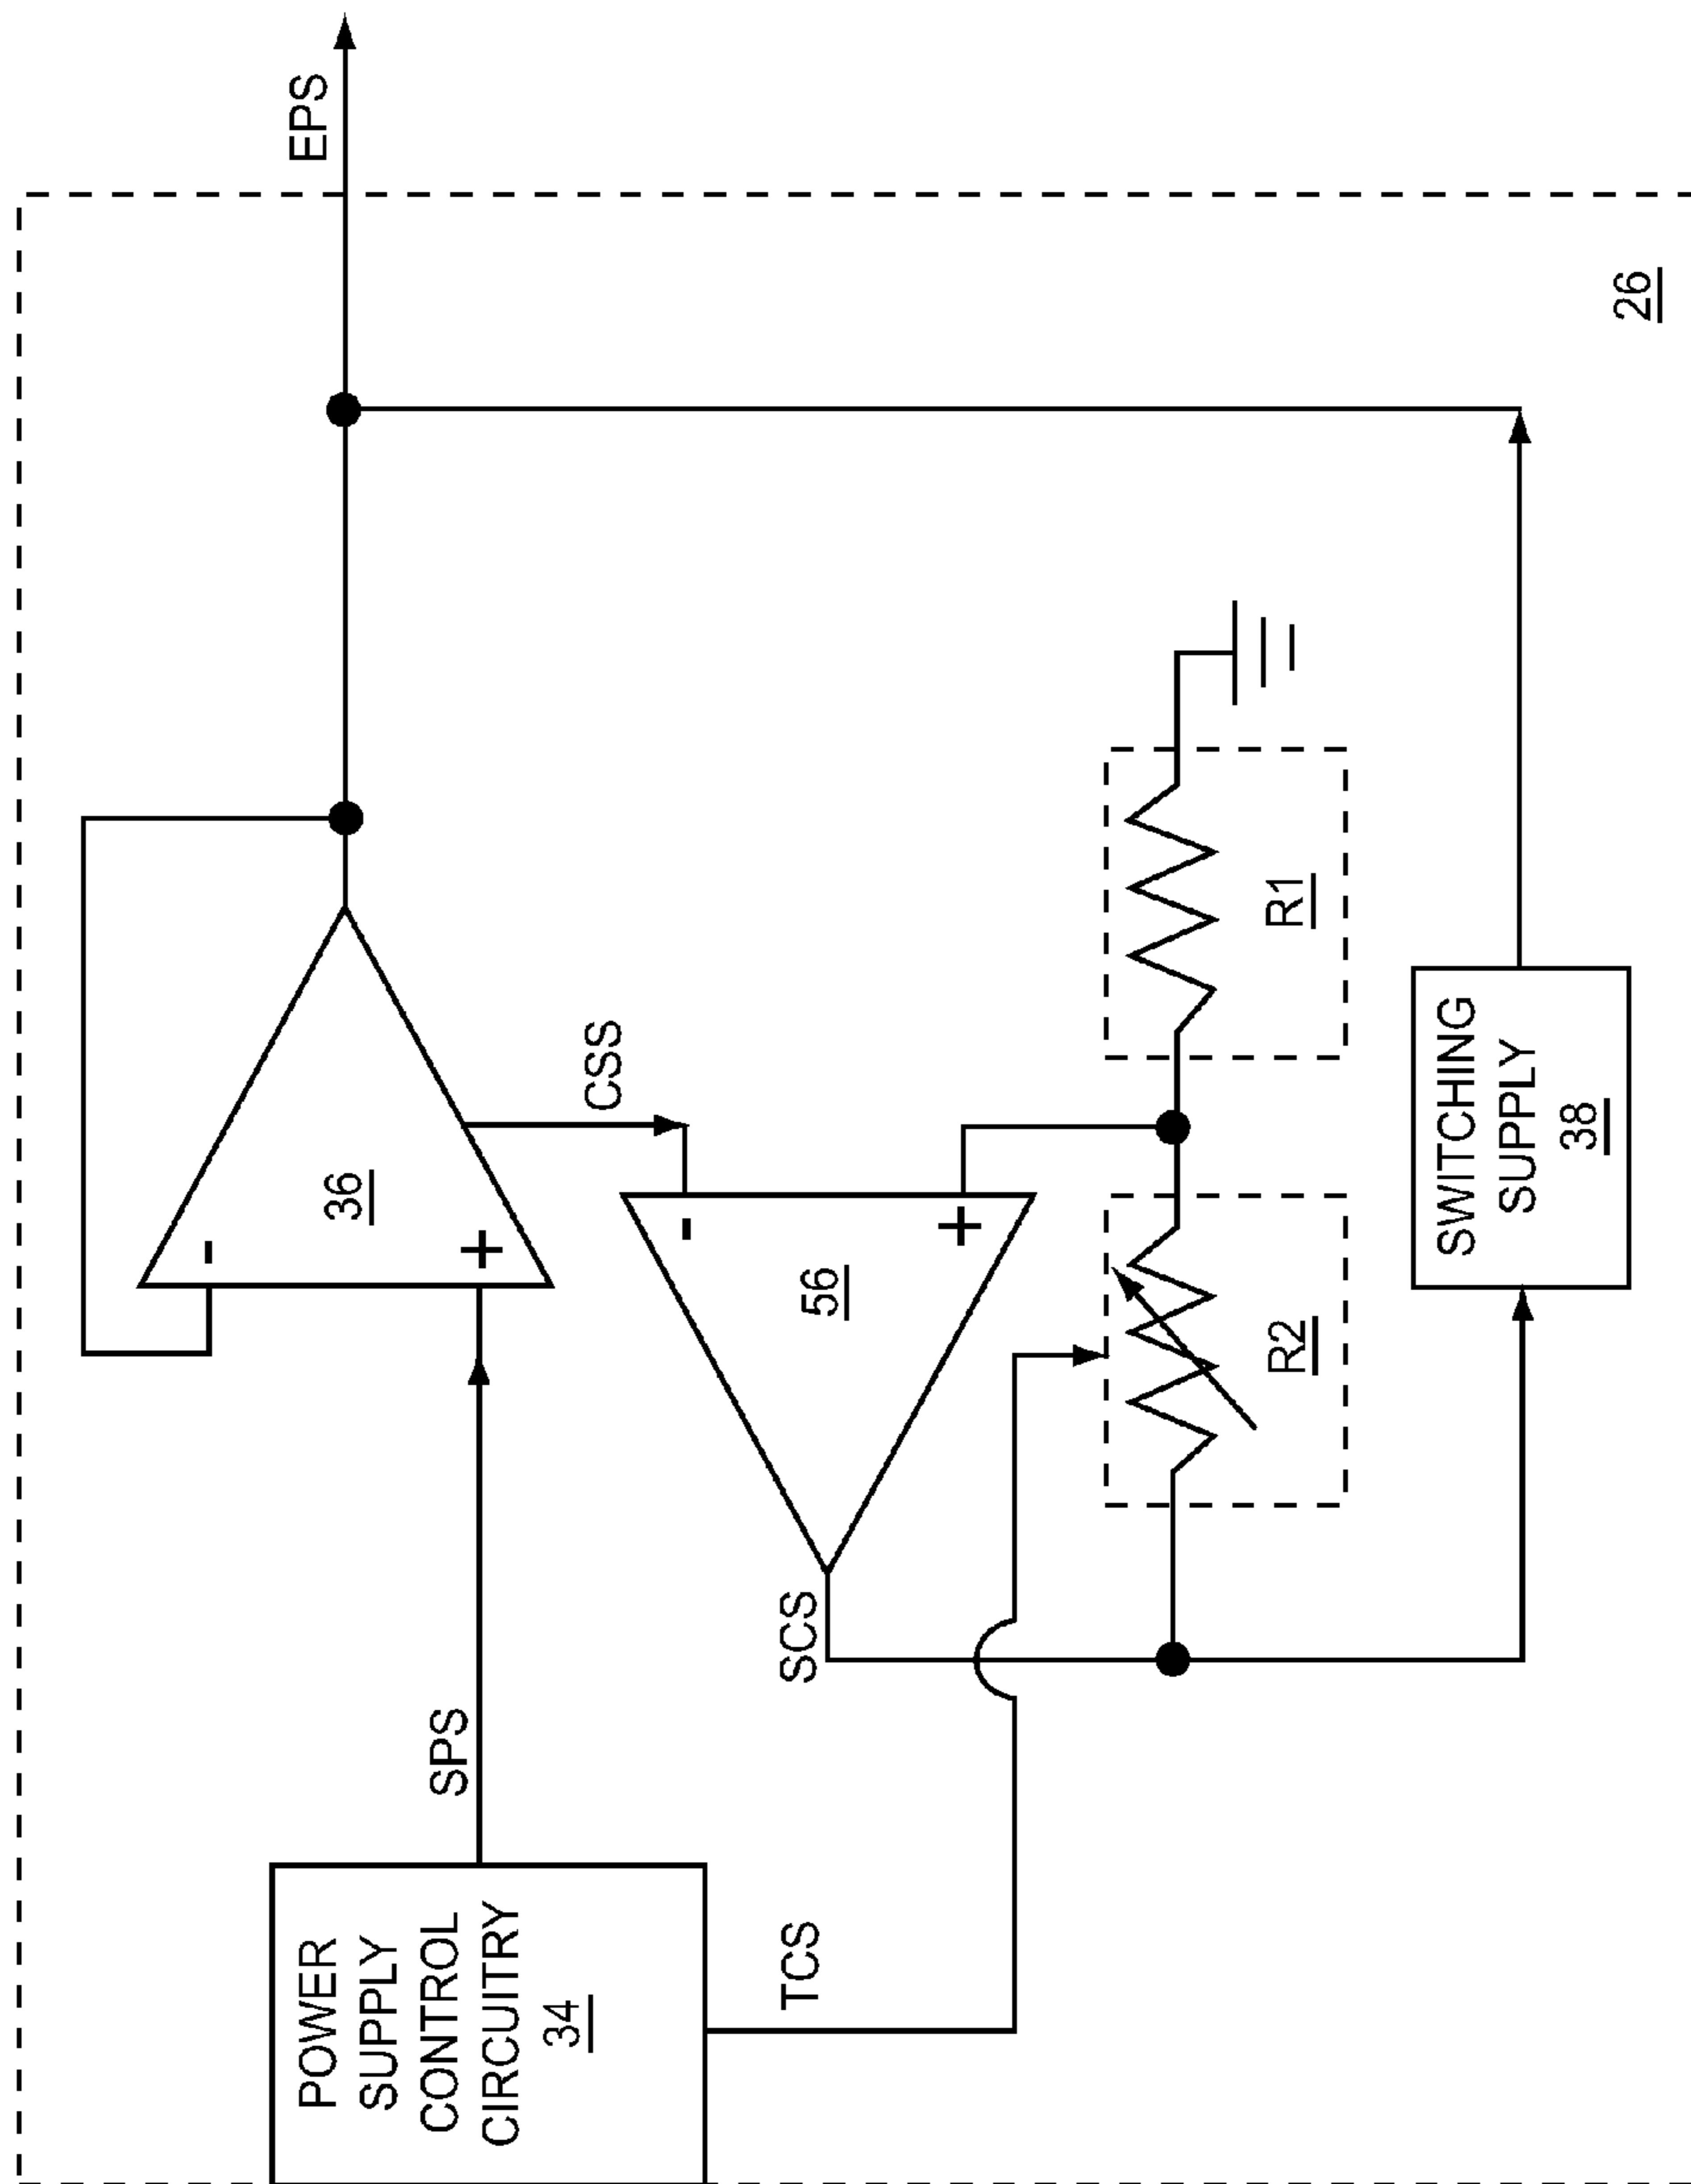 POWER
SUPPLY
CONTROL
CIRCUITRY
34
SPS
TCS
-
+
36
EPS
CSS
SCS
56
-
+
R2
R1
SWITCHING
SUPPLY
38
26